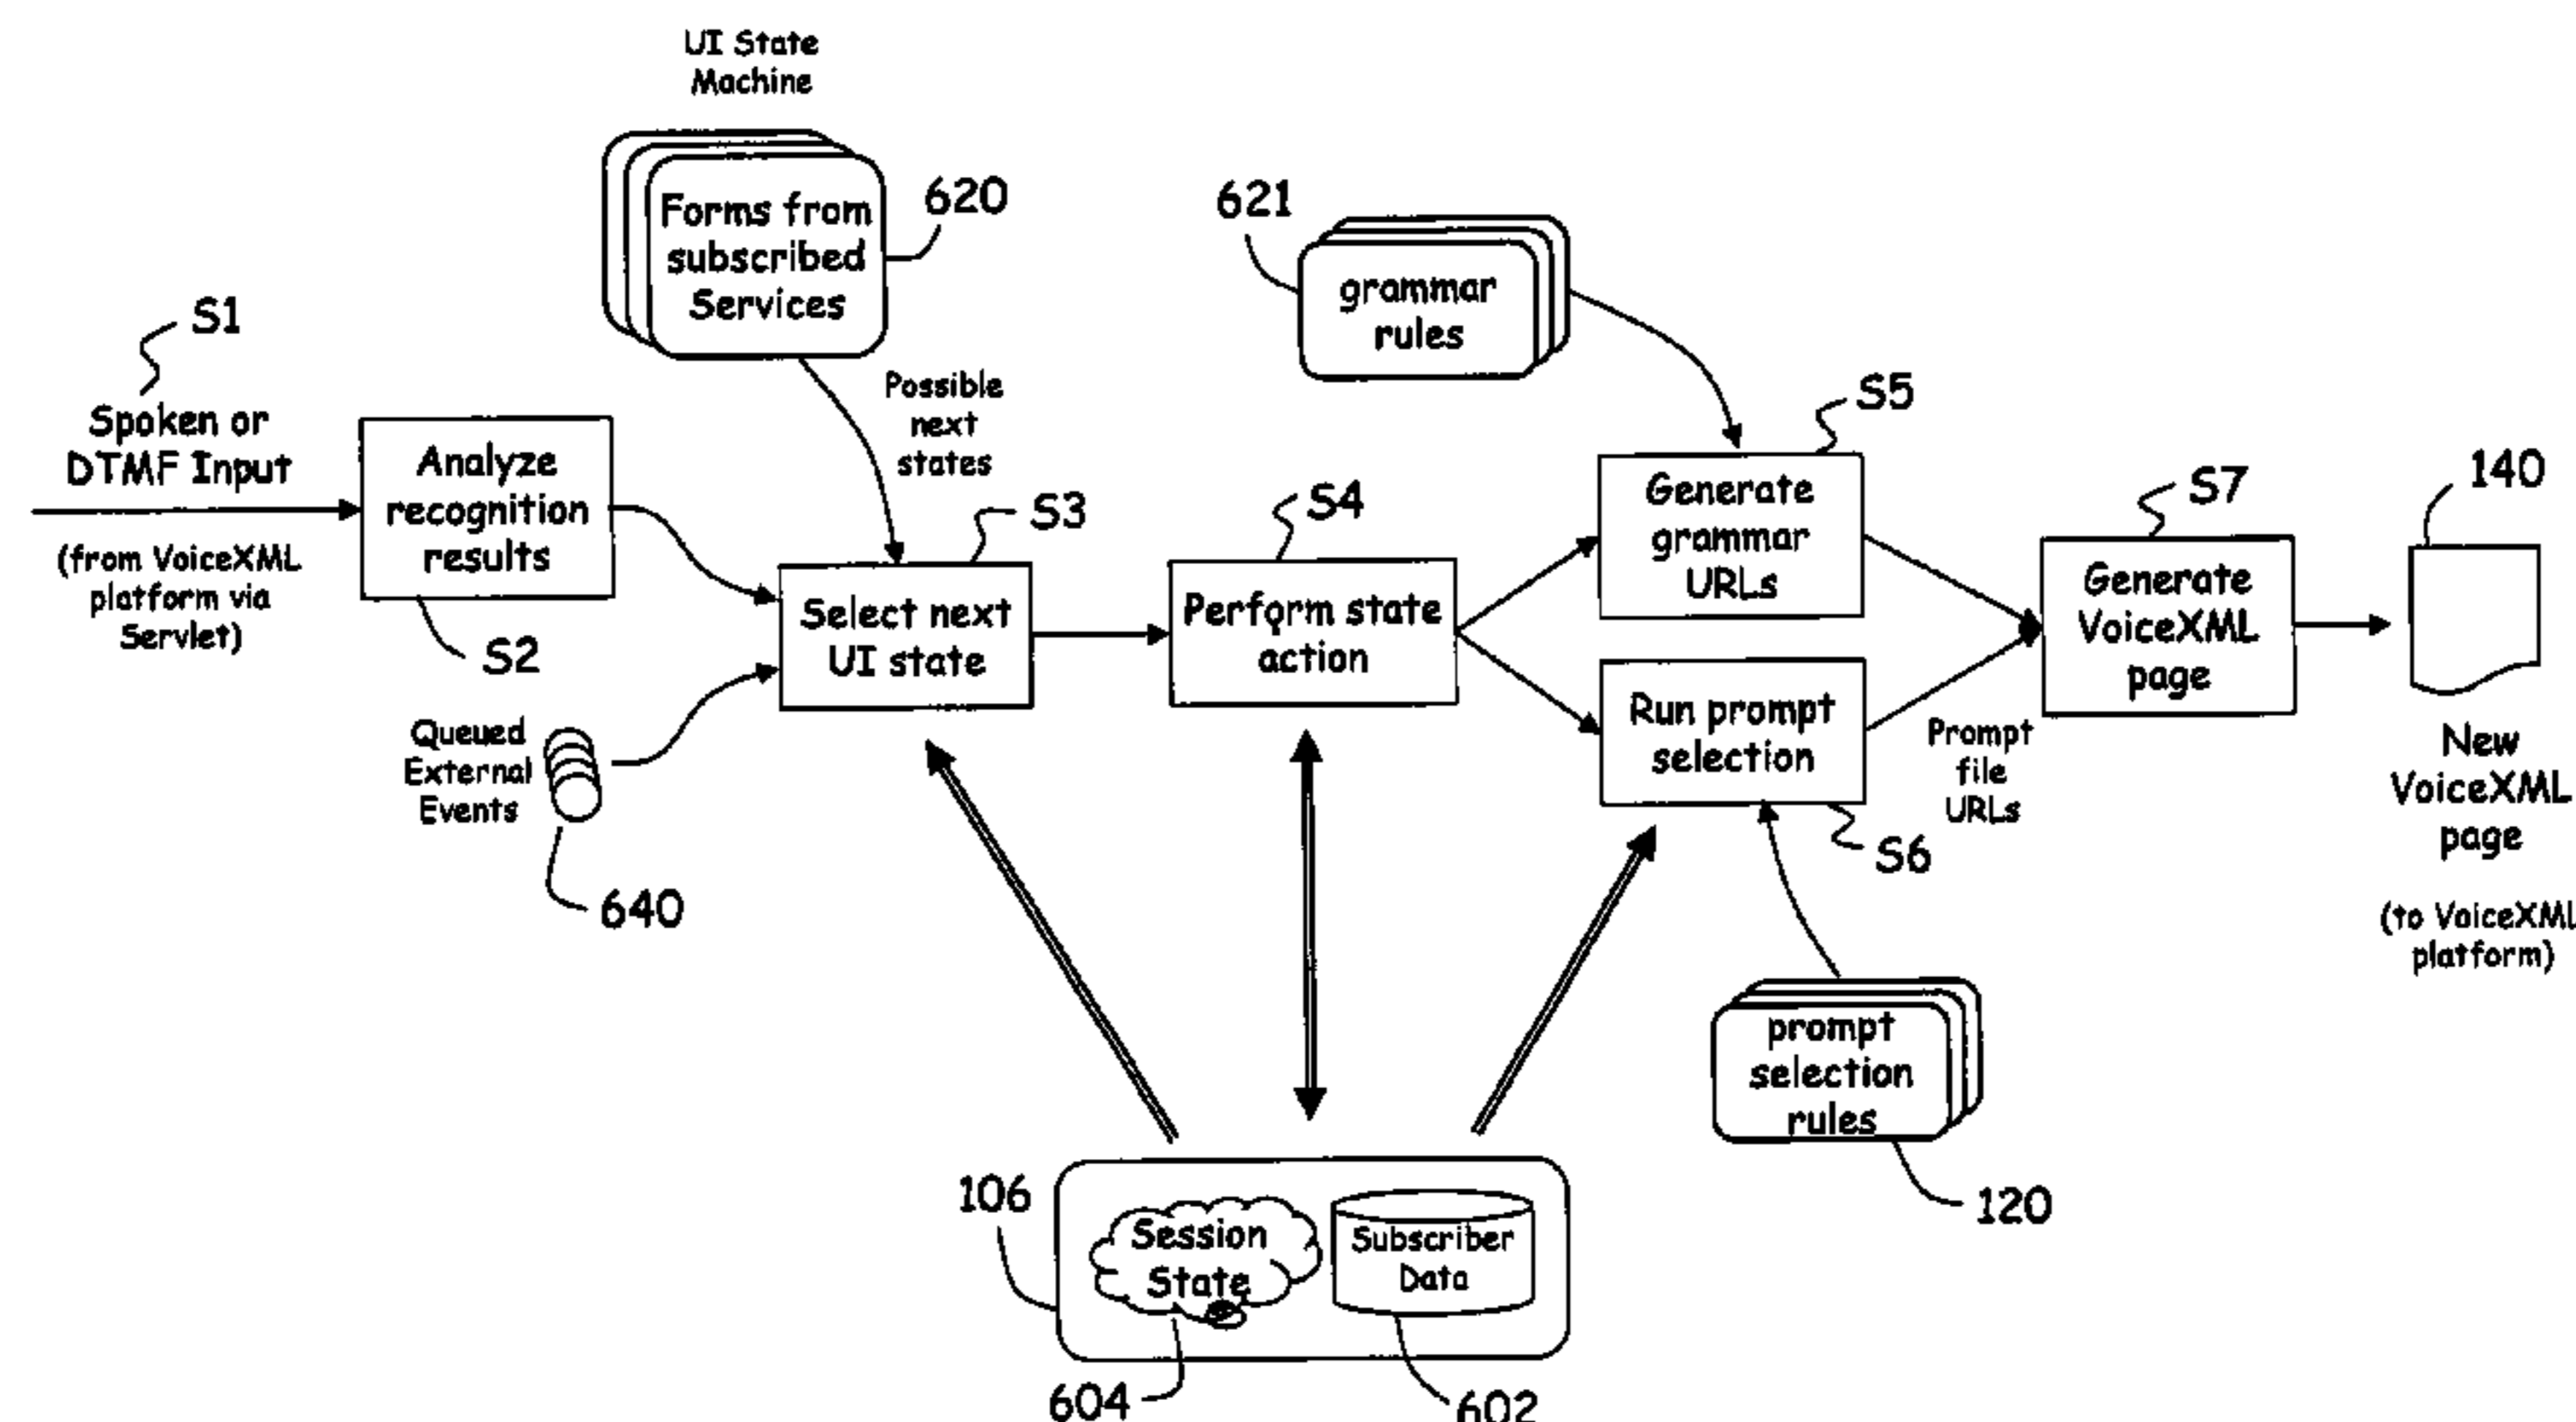 UI State
Machine
Forms from
subscribed
Services
620
621
grammar
rules
S1
Spoken or
DTMF Input
(from VoiceXML
platform via
Servlet)
Analyze
recognition
results
S2
Possible
next
states
S3
Select next
UI state
Queued
External
Events
640
S4
Perform state
action
S5
Generate
grammar
URLs
Run prompt
selection
S6
Prompt
file
URLs
S7
Generate
VoiceXML
page
140
New
VoiceXML
page
(to VoiceXML
platform)
prompt
selection
rules
120
106
Session
State
604
Subscriber
Data
602